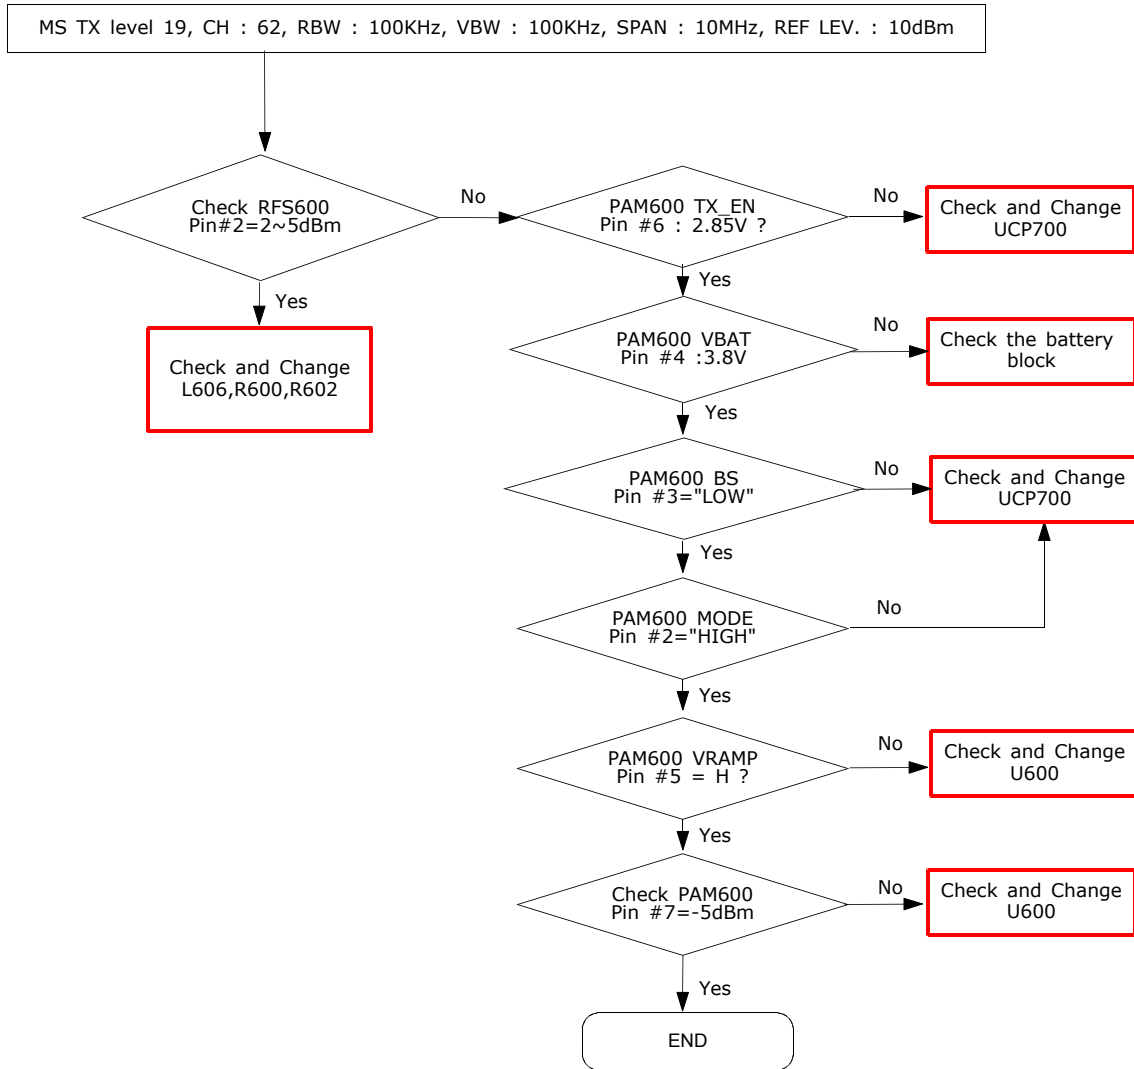 MS TX level 19, CH : 62, RBW : 100KHz, VBW : 100KHz, SPAN : 10MHz, REF LEV. : 10dBm
Check RFS600
Pin#2=2~5dBm
No
Yes
Check and Change
L606,R600,R602
PAM600 TX_EN
Pin #6 : 2.85V ?
No
Check and Change
UCP700
Yes
PAM600 VBAT
Pin #4 :3.8V
No
Check the battery
block
Yes
PAM600 BS
Pin #3="LOW"
No
Check and Change
UCP700
Yes
PAM600 MODE
Pin #2="HIGH"
No
Yes
PAM600 VRAMP
Pin #5 = H ?
No
Check and Change
U600
Yes
Check PAM600
Pin #7=-5dBm
No
Check and Change
U600
Yes
END